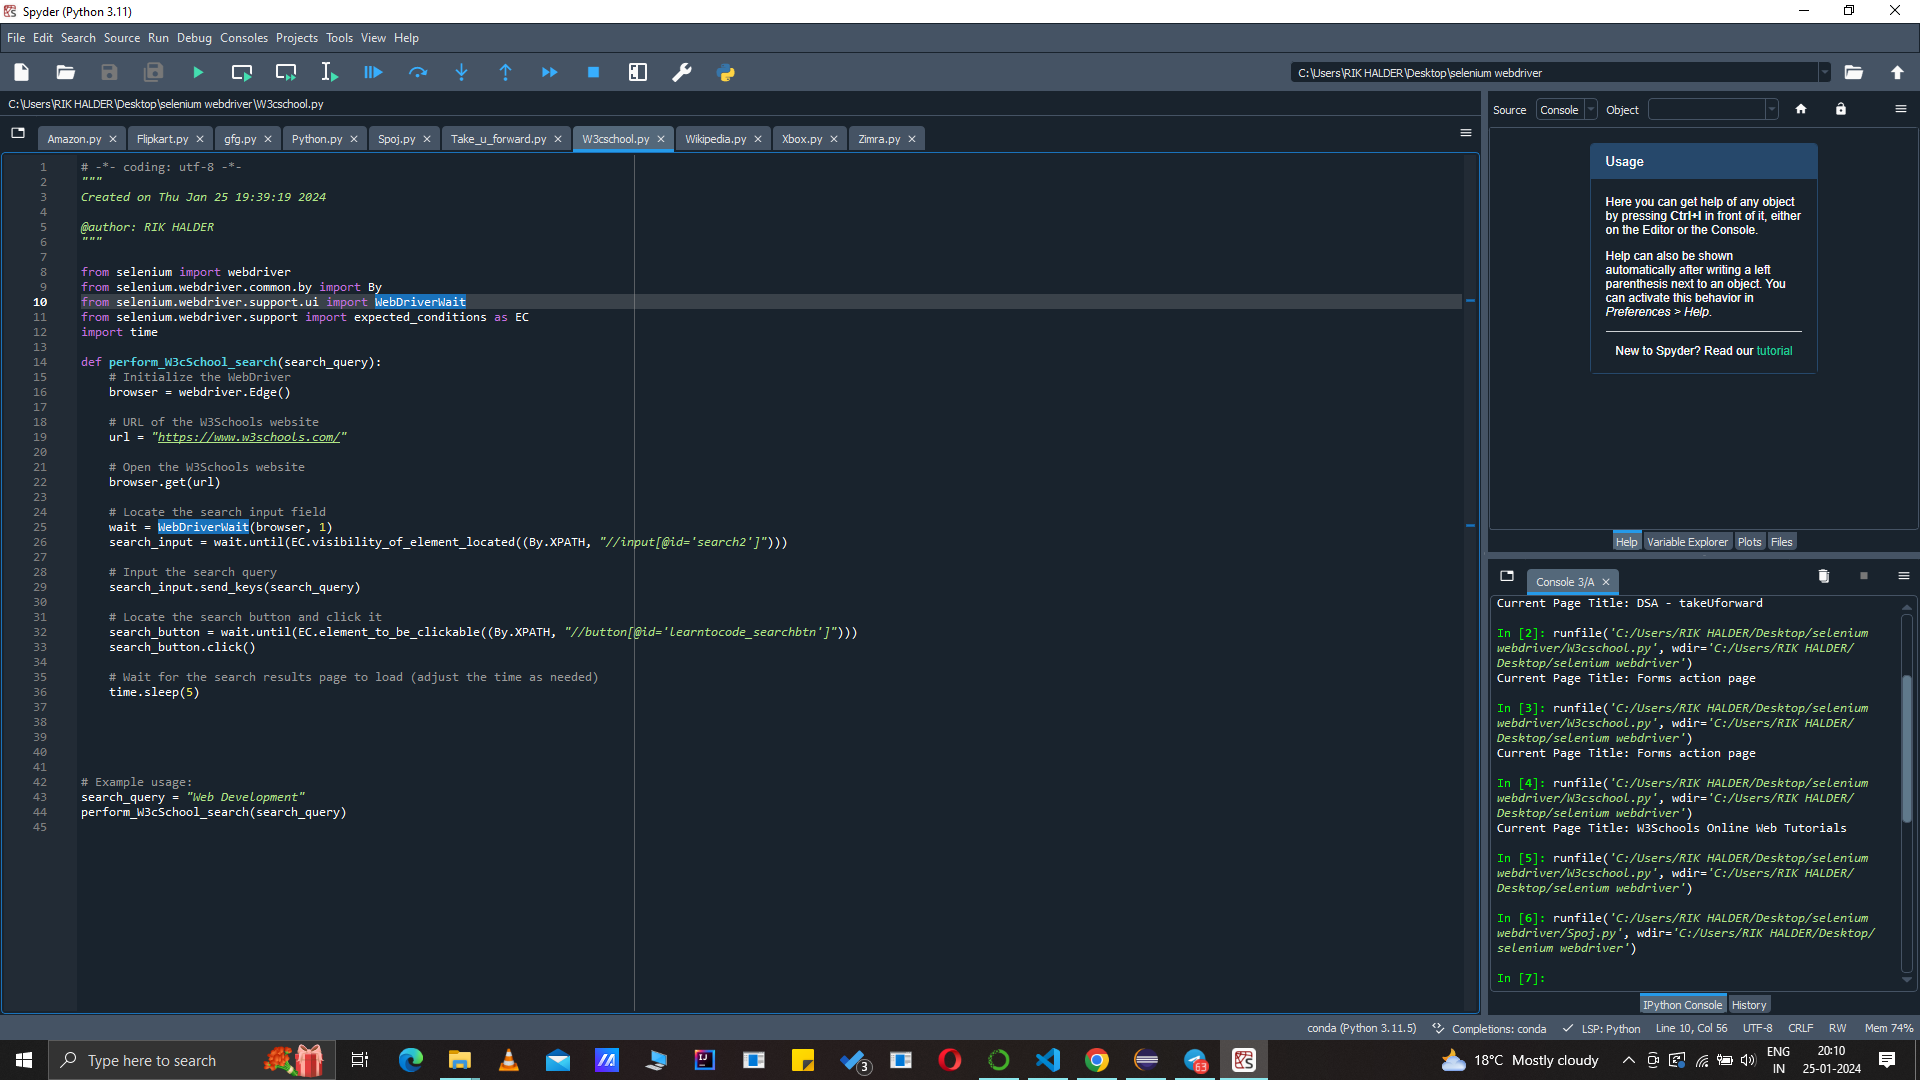 Spyder (Python 3.11)
File Edit Search Source Run Debug Consoles Projects Tools View Help
C:\Users\RIK HALDER\Desktop\selenium webdriver
C:\Users\RIK HALDER\Desktop\selenium webdriver\W3cschool.py
Amazon.py Flipkart.py gfg.py Python.py Spoj.py Take_u_forward.py W3cschool.py Wikipedia.py Xbox.py Zimra.py
1 # -*- coding: utf-8 -*-
2 """
3 Created on Thu Jan 25 19:39:19 2024
4
5 @author: RIK HALDER
6 """
7
8 from selenium import webdriver
9 from selenium.webdriver.common.by import By
10 from selenium.webdriver.support.ui import WebDriverWait
11 from selenium.webdriver.support import expected_conditions as EC
12 import time
13
14 def perform_W3cSchool_search(search_query):
15     # Initialize the WebDriver
16     browser = webdriver.Edge()
17
18     # URL of the W3Schools website
19     url = "https://www.w3schools.com/"
20
21     # Open the W3Schools website
22     browser.get(url)
23
24     # Locate the search input field
25     wait = WebDriverWait(browser, 1)
26     search_input = wait.until(EC.visibility_of_element_located((By.XPATH, "//input[@id='search2']")))
27
28     # Input the search query
29     search_input.send_keys(search_query)
30
31     # Locate the search button and click it
32     search_button = wait.until(EC.element_to_be_clickable((By.XPATH, "//button[@id='learntocode_searchbtn']")))
33     search_button.click()
34
35     # Wait for the search results page to load (adjust the time as needed)
36     time.sleep(5)
37
38
39
40
41
42 # Example usage:
43 search_query = "Web Development"
44 perform_W3cSchool_search(search_query)
45
Source Console Object
Usage
Here you can get help of any object
by pressing Ctrl+I in front of it, either
on the Editor or the Console.
Help can also be shown
automatically after writing a left
parenthesis next to an object. You
can activate this behavior in
Preferences > Help.
New to Spyder? Read our tutorial
Help Variable Explorer Plots Files
Console 3/A
Current Page Title: DSA - takeUforward
In [2]: runfile('C:/Users/RIK HALDER/Desktop/selenium
webdriver/W3cschool.py', wdir='C:/Users/RIK HALDER/
Desktop/selenium webdriver')
Current Page Title: Forms action page
In [3]: runfile('C:/Users/RIK HALDER/Desktop/selenium
webdriver/W3cschool.py', wdir='C:/Users/RIK HALDER/
Desktop/selenium webdriver')
Current Page Title: Forms action page
In [4]: runfile('C:/Users/RIK HALDER/Desktop/selenium
webdriver/W3cschool.py', wdir='C:/Users/RIK HALDER/
Desktop/selenium webdriver')
Current Page Title: W3Schools Online Web Tutorials
In [5]: runfile('C:/Users/RIK HALDER/Desktop/selenium
webdriver/W3cschool.py', wdir='C:/Users/RIK HALDER/
Desktop/selenium webdriver')
In [6]: runfile('C:/Users/RIK HALDER/Desktop/selenium
webdriver/Spoj.py', wdir='C:/Users/RIK HALDER/Desktop/
selenium webdriver')
In [7]:
IPython Console History
conda (Python 3.11.5) Completions: conda LSP: Python Line 10, Col 56 UTF-8 CRLF RW Mem 74%
Type here to search
3
63
18°C Mostly cloudy
ENG
IN
20:10
25-01-2024